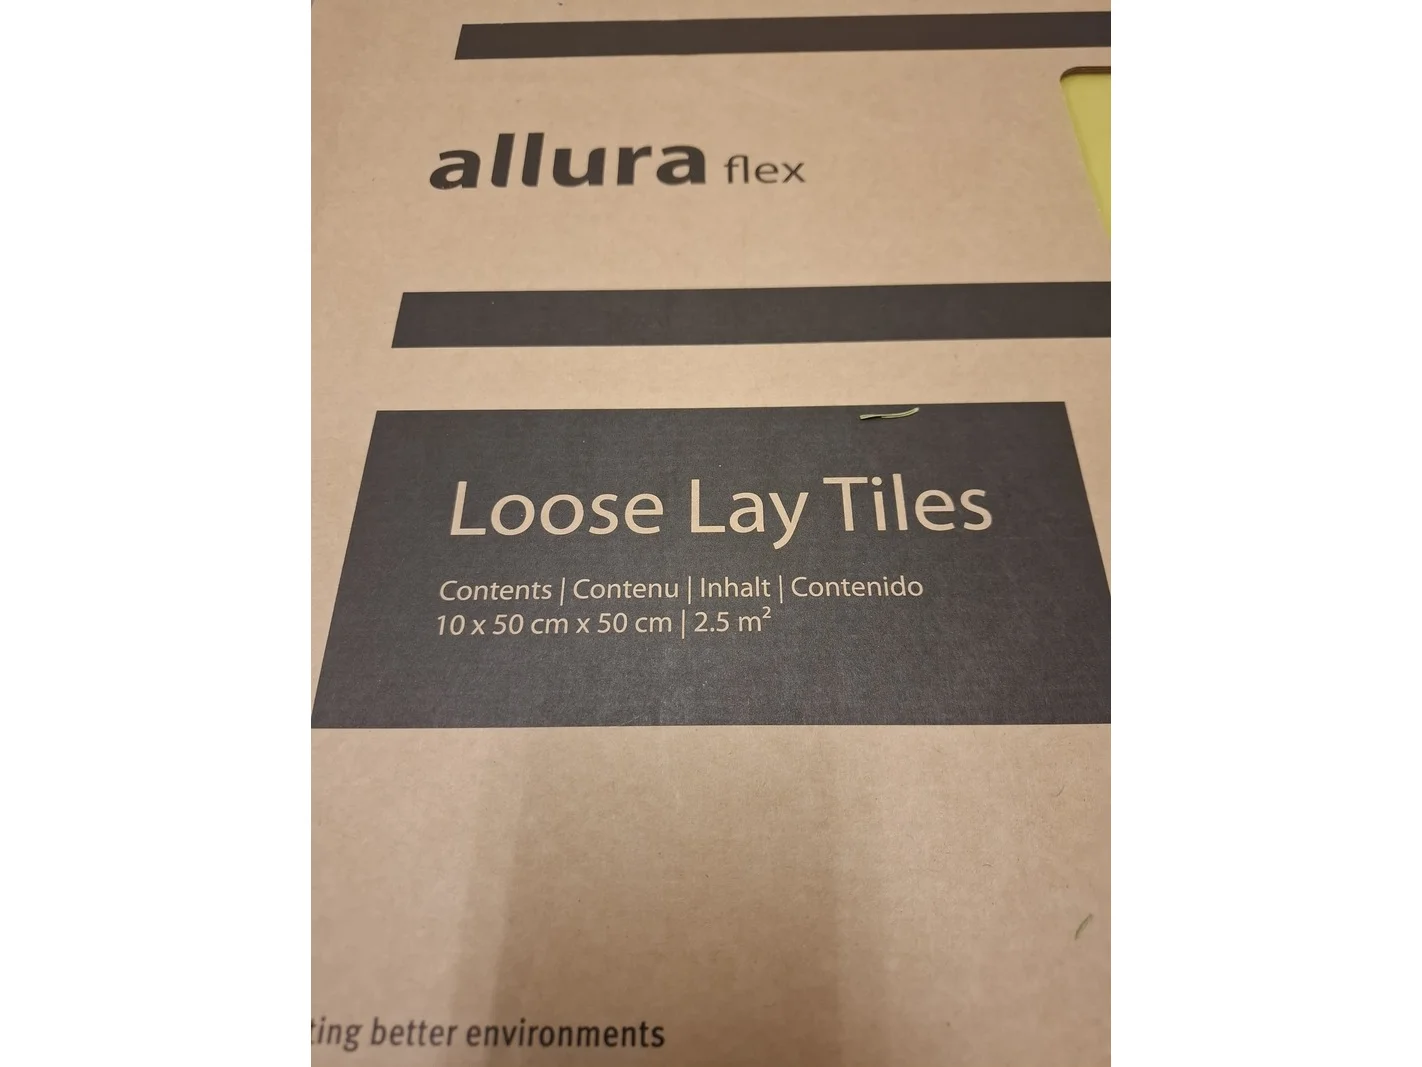 allura flex
Loose Lay Tiles
Contents | Contenu | Inhalt | Contenido
10 x 50 cm x 50 cm | 2.5 m²
better environments